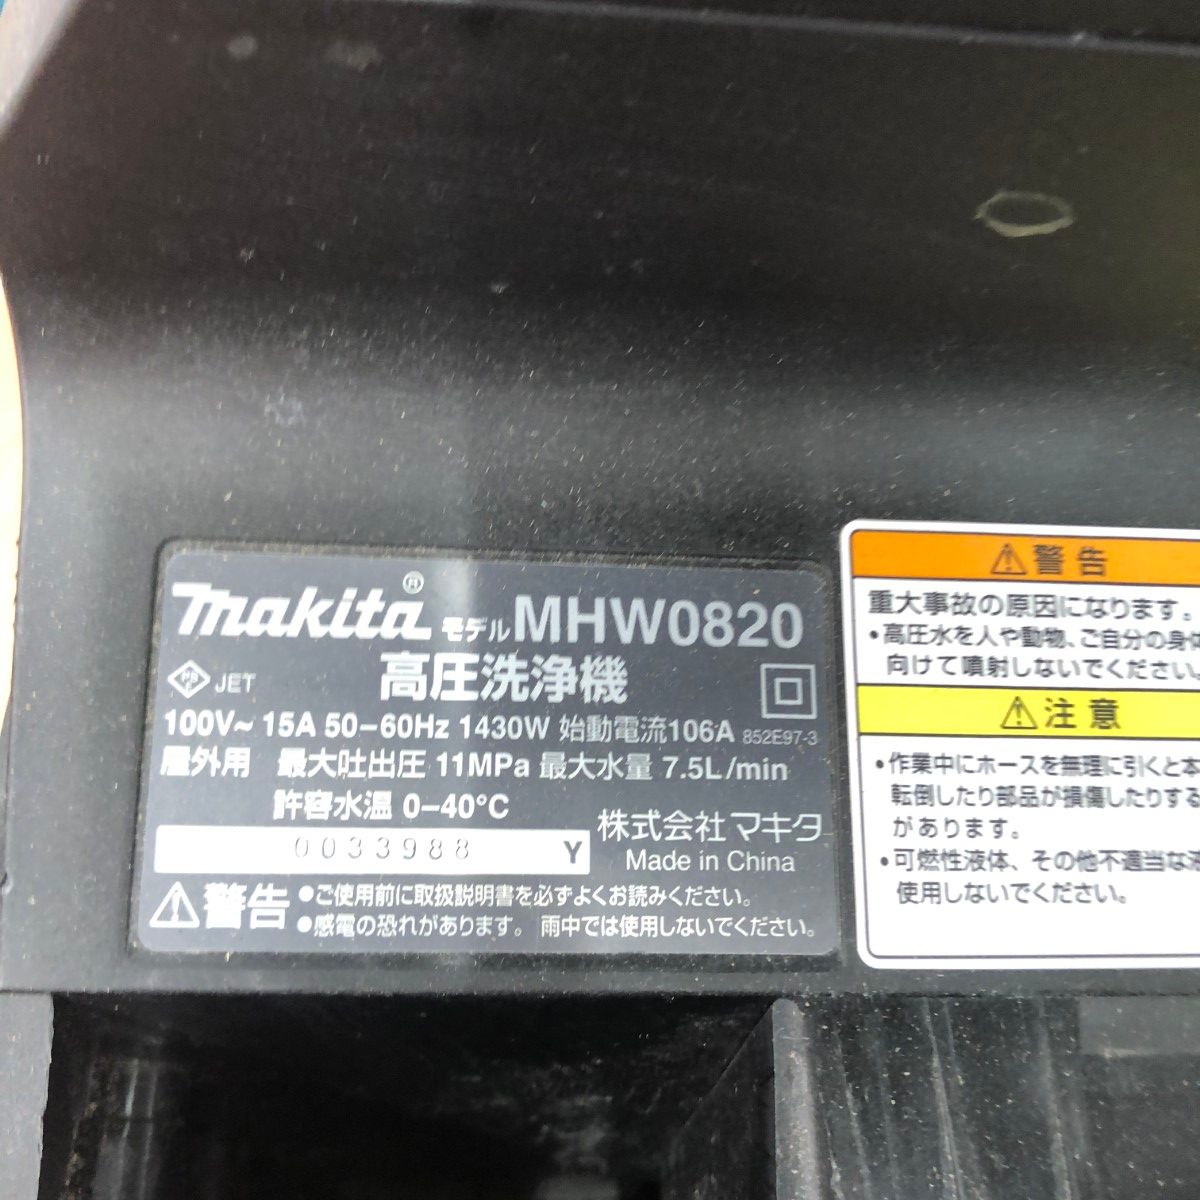 makita® モデル MHW0820
JET 高圧洗浄機
100V～ 15A 50-60Hz 1430W 始動電流106A 852E97-3
屋外用 最大吐出圧 11MPa 最大水量 7.5L/min
許容水温 0-40°C
株式会社 マキタ
0033988 Y
Made in China
⚠警告 ●ご使用前に取扱説明書を必ずよくお読みください。
●感電の恐れがあります。 雨中では使用しないでください。
⚠警告
重大事故の原因になります。
•高圧水を人や動物、ご自分の身体
向けて噴射しないでください。
⚠注意
•作業中にホースを無理に引くと本
転倒したり部品が損傷したりする
があります。
•可燃性液体、その他不適当な
使用しないでください。